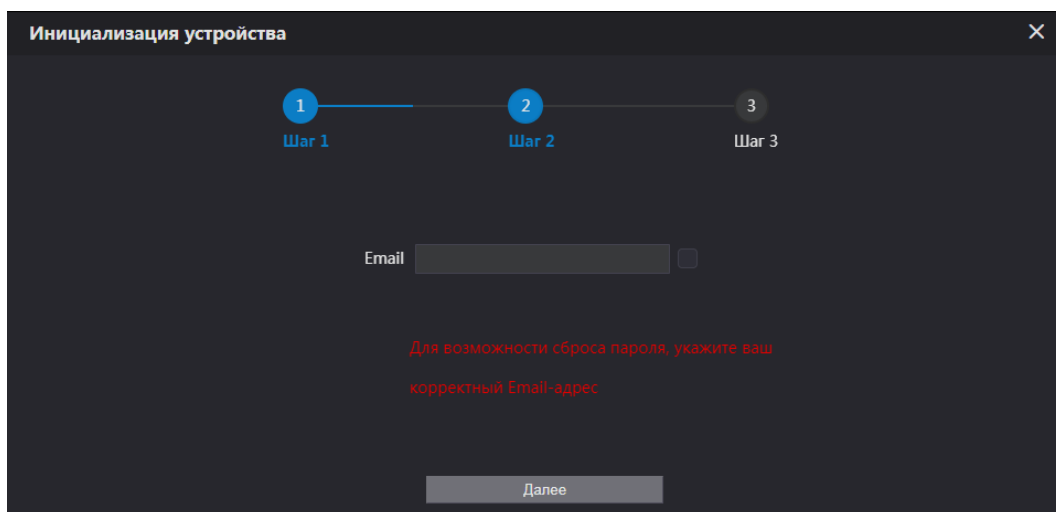 Инициализация устройства
1 2 3
Шаг 1 Шаг 2 Шаг 3
Email
Для возможности сброса пароля, укажите ваш
корректный Email-адрес
Далее